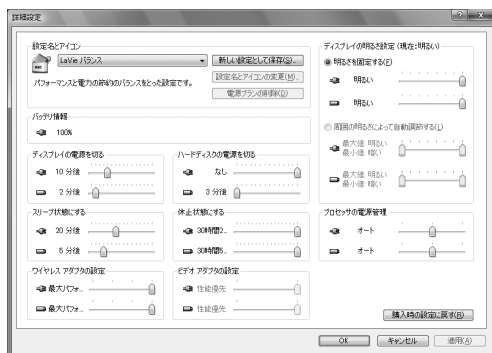 詳細設定
設定名とアイコン
LaVie バランス
新しい設定として保存(S)...
設定名とアイコンの変更(M)...
パフォーマンスと電力の節約のバランスをとった設定です。
電源プランの削除(D)
バッテリ情報
100%
ディスプレイの電源を切る
10 分後
2 分後
ハードディスクの電源を切る
なし
3 分後
スリープ状態にする
20 分後
5 分後
休止状態にする
30時間2...
30時間5...
ワイヤレス アダプタの設定
最大パフォ...
最大パフォ...
ビデオ アダプタの設定
性能優先
性能優先
ディスプレイの明るさ設定 (現在:明るい)
明るさを固定する(F)
明るい
明るい
周囲の明るさによって自動調節する(L)
最大値 明るい
最小値 暗い
最大値 明るい
最小値 暗い
プロセッサの電源管理
オート
オート
購入時の設定に戻す(R)
OK
キャンセル
適用(A)